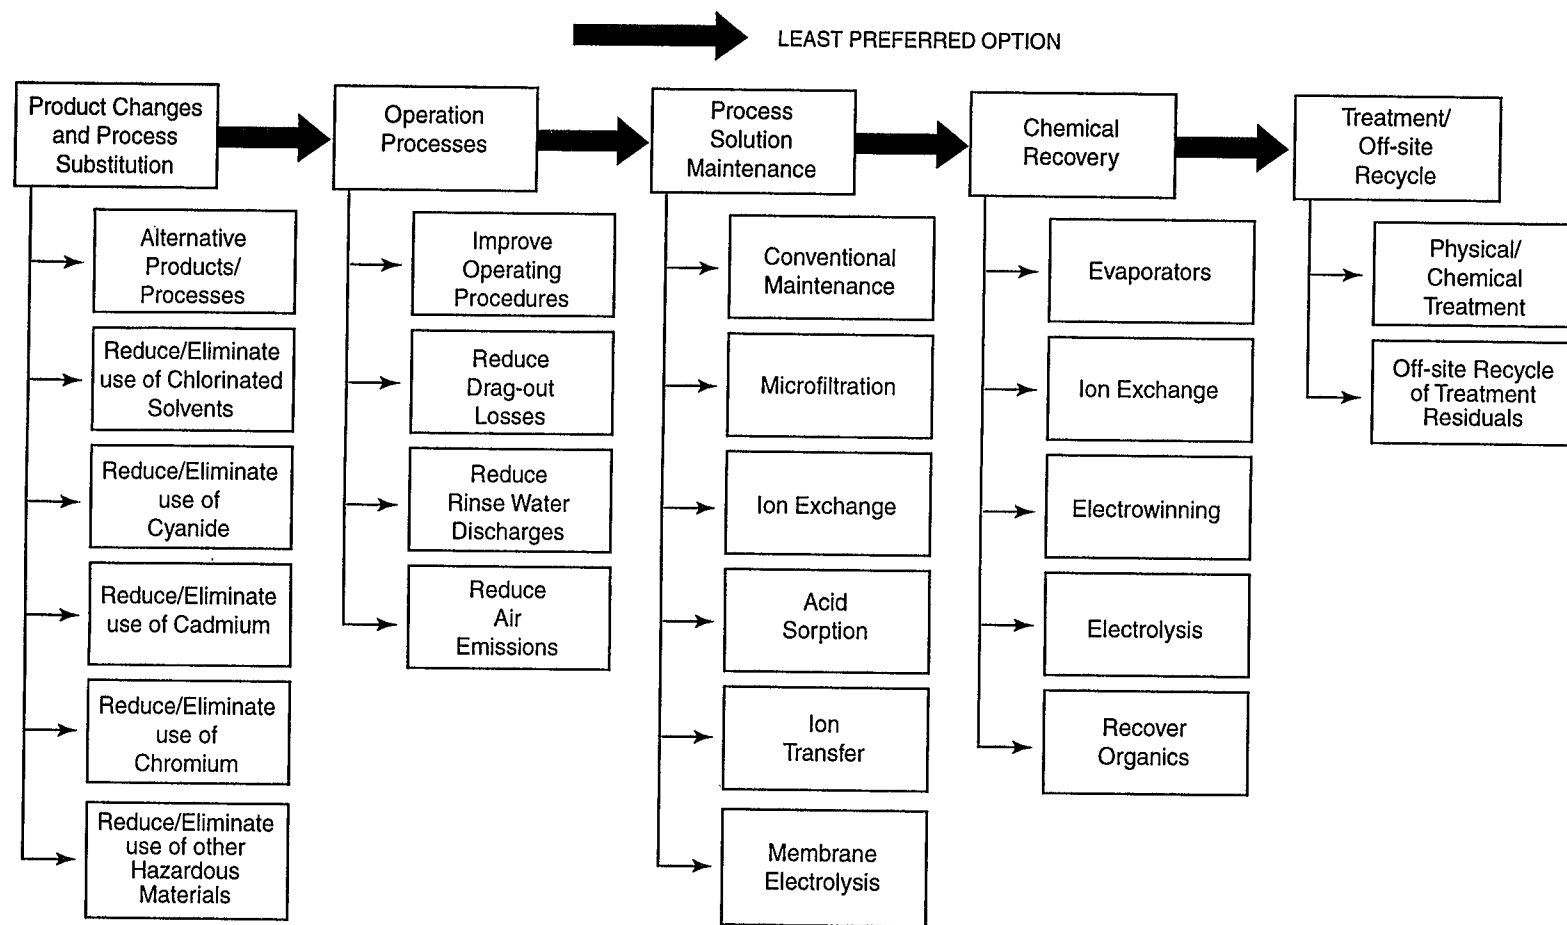 LEAST PREFERRED OPTION
Product Changes
and Process
Substitution
Alternative
Products/
Processes
Reduce/Eliminate
use of Chlorinated
Solvents
Reduce/Eliminate
use of
Cyanide
Reduce/Eliminate
use of Cadmium
Reduce/Eliminate
use of
Chromium
Reduce/Eliminate
use of other
Hazardous
Materials
Operation
Processes
Improve
Operating
Procedures
Reduce
Drag-out
Losses
Reduce
Rinse Water
Discharges
Reduce
Air
Emissions
Process
Solution
Maintenance
Conventional
Maintenance
Microfiltration
Ion Exchange
Acid
Sorption
Ion
Transfer
Membrane
Electrolysis
Chemical
Recovery
Evaporators
Ion Exchange
Electrowinning
Electrolysis
Recover
Organics
Treatment/
Off-site
Recycle
Physical/
Chemical
Treatment
Off-site Recycle
of Treatment
Residuals